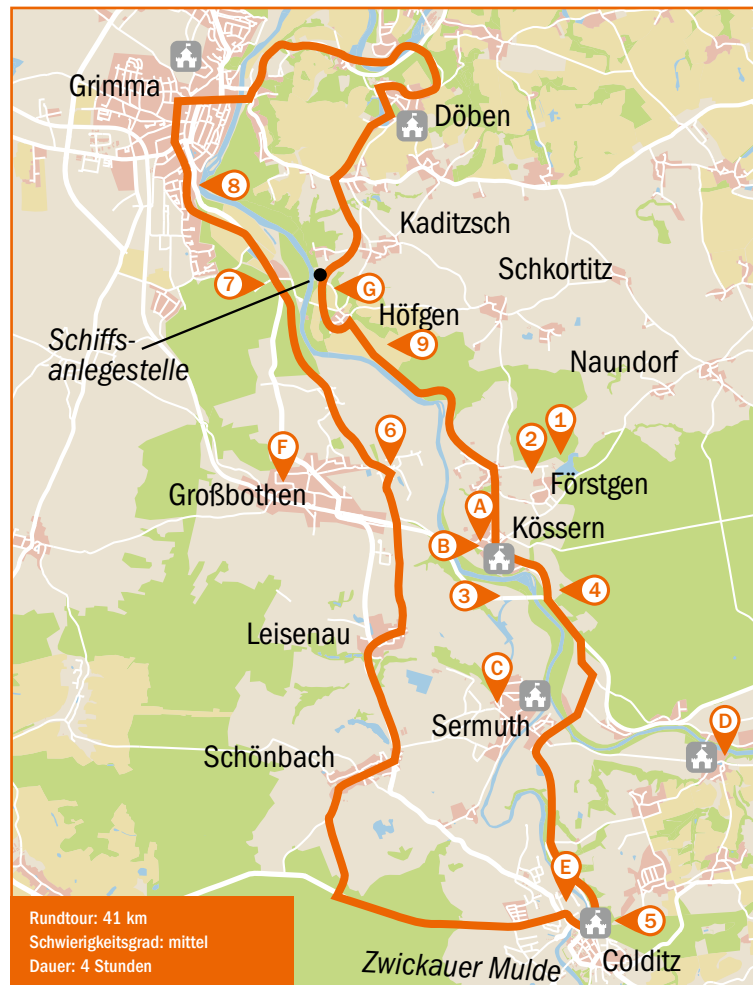 Grimma
Döben
8
Kaditzsch
Schkortitz
7
G
Höfgen
Schiffs-
anlegestelle
9
Naundorf
1
2
6
F
Förstgen
Großbothen
A
Kössern
B
3
4
Leisenau
C
Sermuth
D
Schönbach
E
5
Colditz
Zwickauer Mulde
Rundtour: 41 km
Schwierigkeitsgrad: mittel
Dauer: 4 Stunden